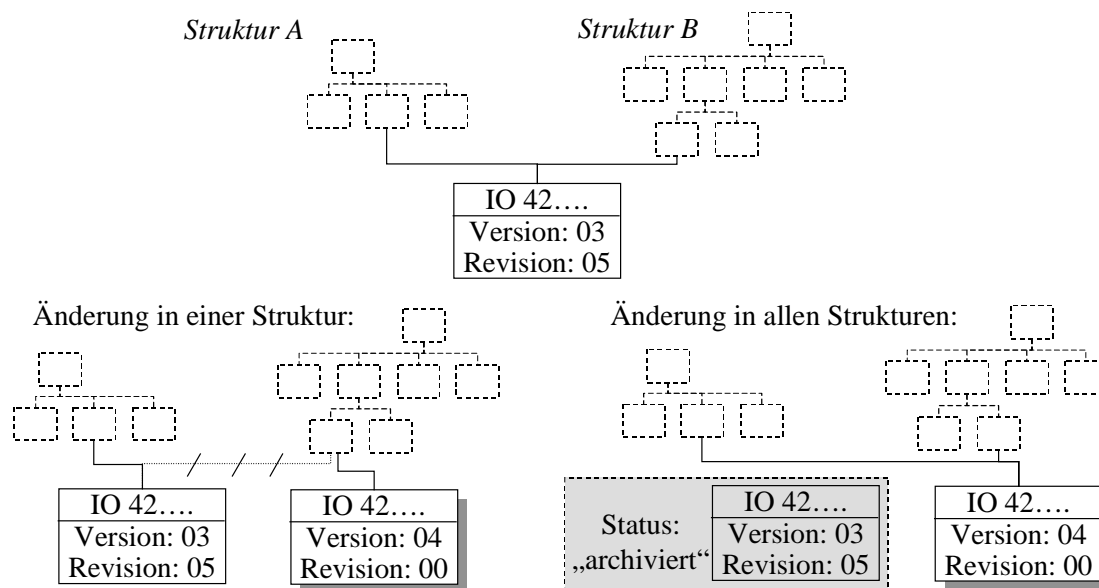 Struktur A
Struktur B
IO 42….
Version: 03
Revision: 05
Änderung in einer Struktur:
IO 42….
Version: 03
Revision: 05
IO 42….
Version: 04
Revision: 00
Änderung in allen Strukturen:
Status:
„archiviert“
IO 42….
Version: 03
Revision: 05
IO 42….
Version: 04
Revision: 00